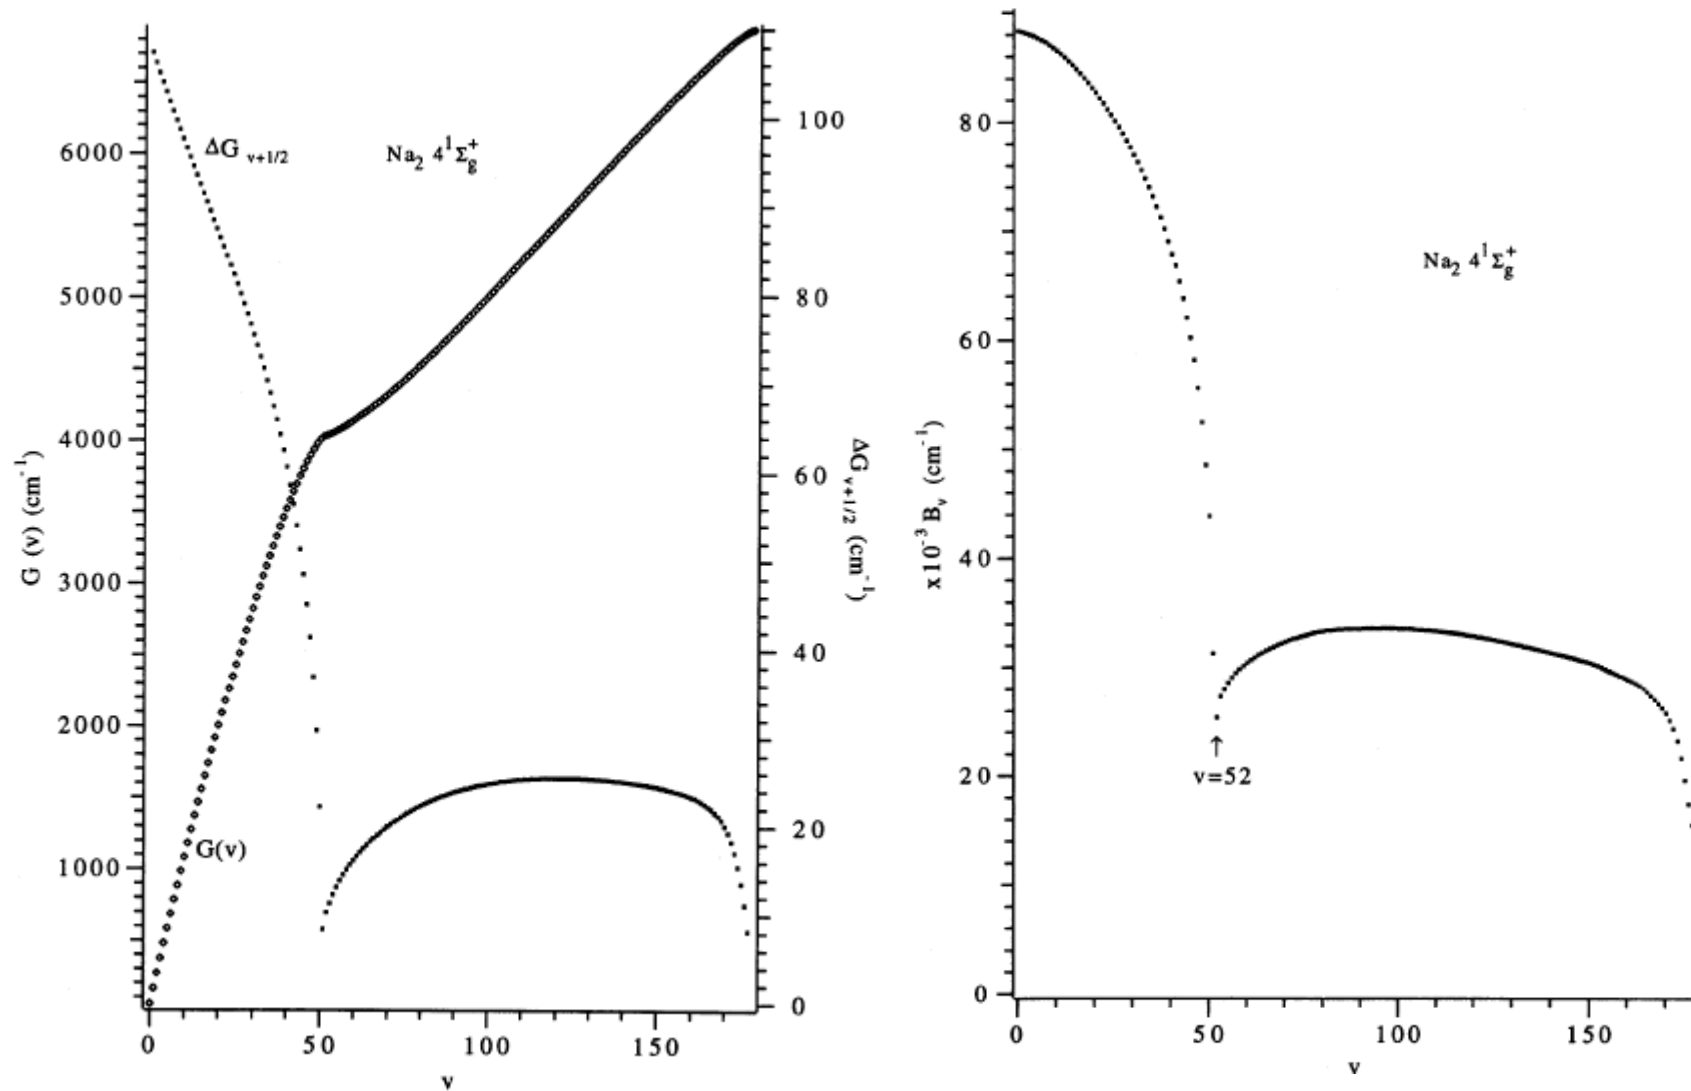 6000
5000
4000
3000
2000
1000
G (v) (cm⁻¹)
ΔG v+1/2
Na₂ 4¹Σg⁺
G(v)
100
80
60
40
20
0
ΔG v+1/2 (cm⁻¹)
0 50 100 150
v
80
60
40
20
0
x10⁻³ Bv (cm⁻¹)
Na₂ 4¹Σg⁺
↑
v=52
0 50 100 150
v